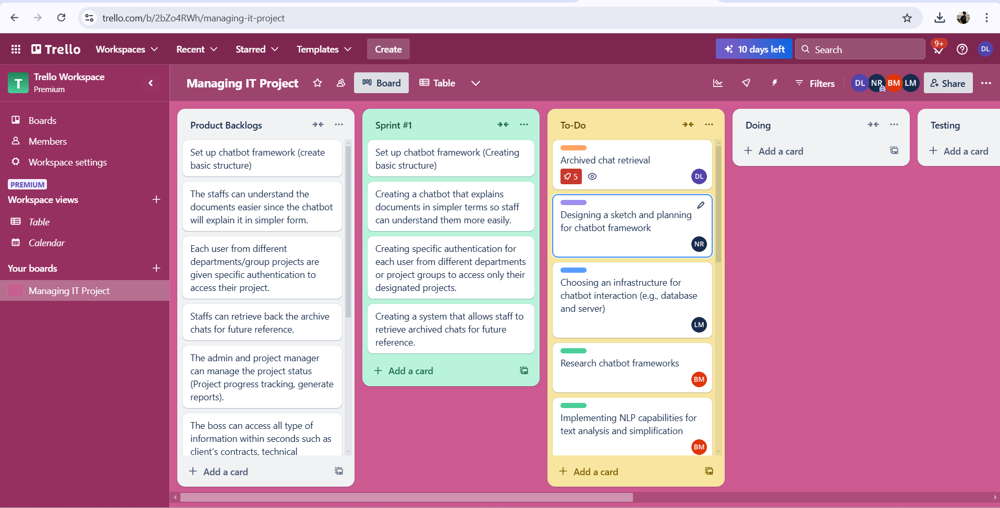 trello.com/b/2bZo4RWh/managing-it-project
Trello
Workspaces
Recent
Starred
Templates
Create
10 days left
Search
9+
DL
T
Trello Workspace
Premium
Managing IT Project
Board
Table
Filters
DL
NR
BM
LM
Share
Boards
Members
Workspace settings
PREMIUM
Workspace views
Table
Calendar
Your boards
Managing IT Project
Product Backlogs
Set up chatbot framework (create
basic structure)
The staffs can understand the
documents easier since the chatbot
will explain it in simpler form.
Each user from different
departments/group projects are
given specific authentication to
access their project.
Staffs can retrieve back the archive
chats for future reference.
The admin and project manager
can manage the project status
(Project progress tracking, generate
reports).
The boss can access all type of
information within seconds such as
client's contracts, technical
Add a card
Sprint #1
Set up chatbot framework (Creating
basic structure)
Creating a chatbot that explains
documents in simpler terms so staff
can understand them more easily.
Creating specific authentication for
each user from different departments
or project groups to access only their
designated projects.
Creating a system that allows staff to
retrieve archived chats for future
reference.
Add a card
To-Do
Archived chat retrieval
5
DL
Designing a sketch and planning
for chatbot framework
NR
Choosing an infrastructure for
chatbot interaction (e.g., database
and server)
LM
Research chatbot frameworks
BM
Implementing NLP capabilities for
text analysis and simplification
BM
Add a card
Doing
Add a card
Testing
Add a card